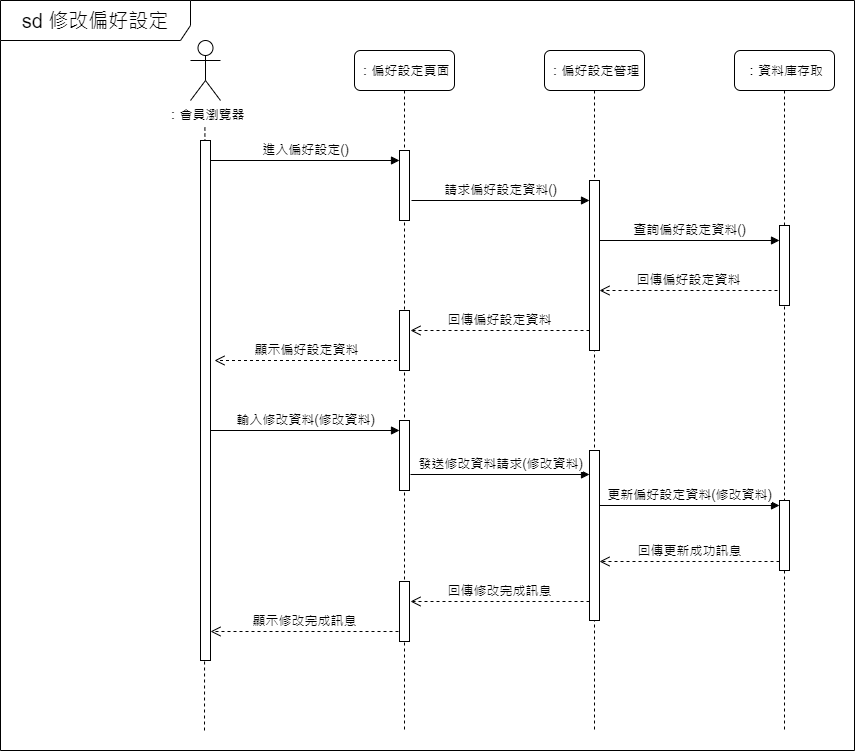 sd 修改偏好設定
：會員瀏覽器
：偏好設定頁面
：偏好設定管理
：資料庫存取
進入偏好設定()
請求偏好設定資料()
查詢偏好設定資料()
回傳偏好設定資料
回傳偏好設定資料
顯示偏好設定資料
輸入修改資料(修改資料)
發送修改資料請求(修改資料)
更新偏好設定資料(修改資料)
回傳更新成功訊息
回傳修改完成訊息
顯示修改完成訊息